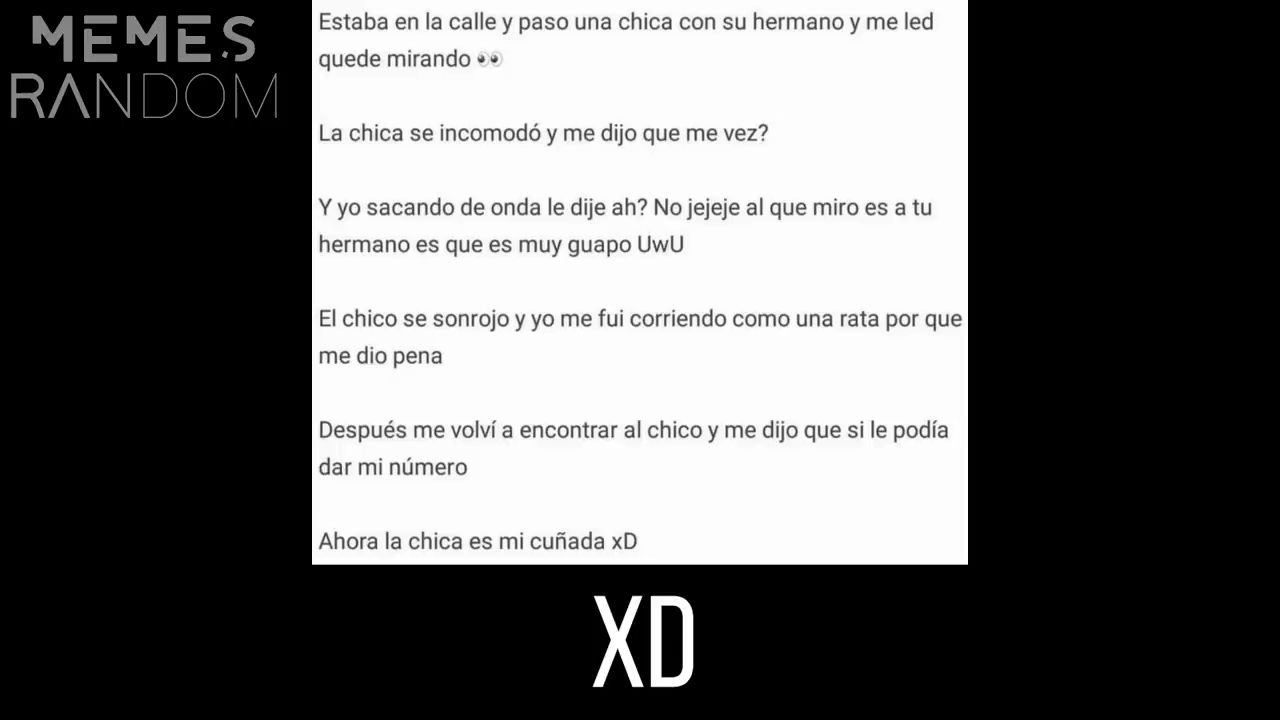 MEMES
RANDOM
Estaba en la calle y paso una chica con su hermano y me led
quede mirando 👀
La chica se incomodó y me dijo que me vez?
Y yo sacando de onda le dije ah? No jejeje al que miro es a tu
hermano es que es muy guapo UwU
El chico se sonrojo y yo me fui corriendo como una rata por que
me dio pena
Después me volví a encontrar al chico y me dijo que si le podía
dar mi número
Ahora la chica es mi cuñada xD
XD